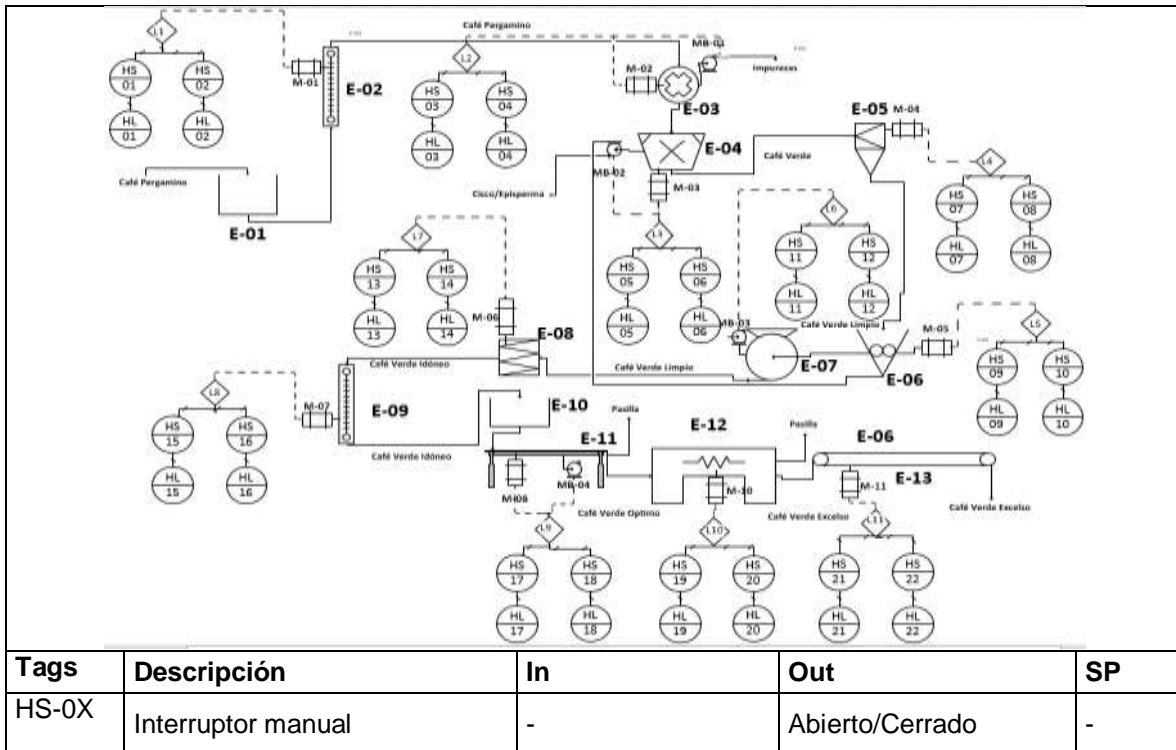 Café Pergamino
L1
HS 01
HS 02
HL 01
HL 02
M-01
E-02
L2
HS 03
HS 04
HL 03
HL 04
M-02
MB-01
Impurezas
E-03
E-04
MB-02
M-03
Cisco/Episperma
Café Verde
E-05
M-04
L4
HS 07
HS 08
HL 07
HL 08
Café Pergamino
E-01
L7
HS 13
HS 14
HL 13
HL 14
M-06
E-08
L3
HS 05
HS 06
HL 05
HL 06
L6
HS 11
HS 12
HL 11
HL 12
MB-03
Café Verde Limpio
E-07
M-05
E-06
L5
HS 09
HS 10
HL 09
HL 10
Café Verde Idóneo
Café Verde Limpio
L8
HS 15
HS 16
HL 15
HL 16
M-07
E-09
Café Verde Idóneo
E-10
E-11
Pasilla
M-08
MB-04
Café Verde Optimo
L9
HS 17
HS 18
HL 17
HL 18
E-12
Pasilla
M-10
Café Verde Excelso
L10
HS 19
HS 20
HL 19
HL 20
E-06
E-13
M-11
Café Verde Excelso
L11
HS 21
HS 22
HL 21
HL 22
Tags Descripción In Out SP
HS-0X Interruptor manual - Abierto/Cerrado -